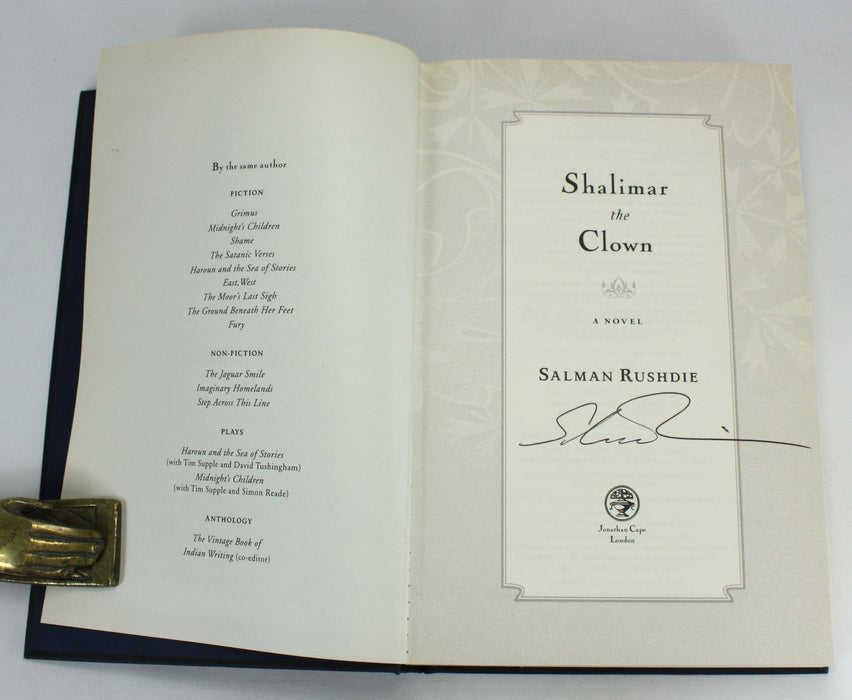 By the same author
FICTION
Grimus
Midnight's Children
Shame
The Satanic Verses
Haroun and the Sea of Stories
East, West
The Moor's Last Sigh
The Ground Beneath Her Feet
Fury
NON-FICTION
The Jaguar Smile
Imaginary Homelands
Step Across This Line
PLAYS
Haroun and the Sea of Stories
(with Tim Supple and David Tushingham)
Midnight's Children
(with Tim Supple and Simon Reade)
ANTHOLOGY
The Vintage Book of
Indian Writing (co-editor)
Shalimar
the
Clown
A NOVEL
SALMAN RUSHDIE
Jonathan Cape
London